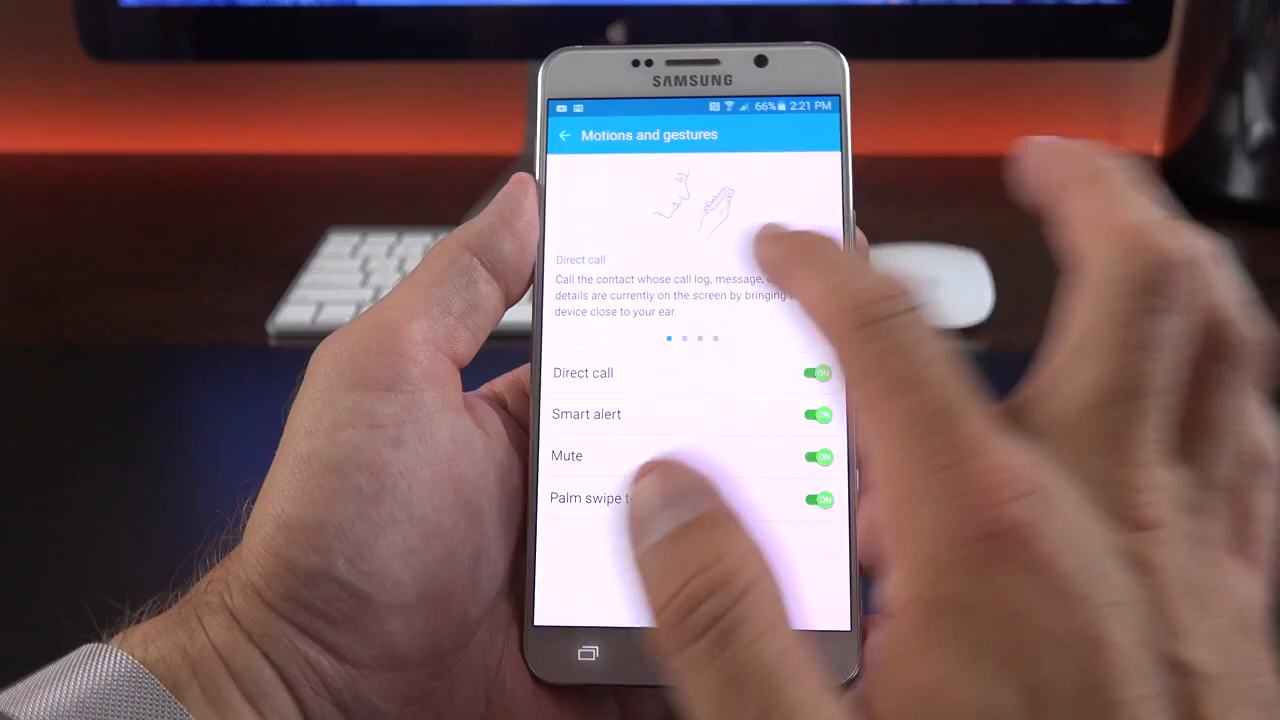 SAMSUNG
66% 2:21 PM
Motions and gestures
Direct call
Call the contact whose call log, message,
details are currently on the screen by bringing
device close to your ear.
Direct call ON
Smart alert ON
Mute ON
Palm swipe ON